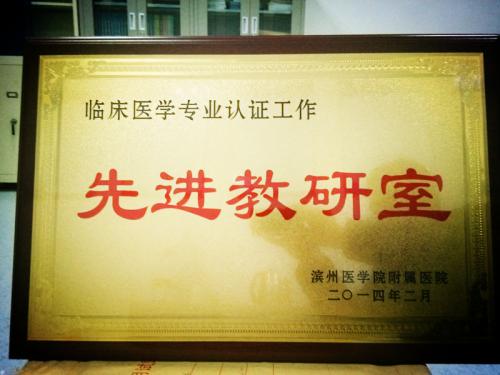 临床医学专业认证工作
先进教研室
滨州医学院附属医院
二〇一四年二月